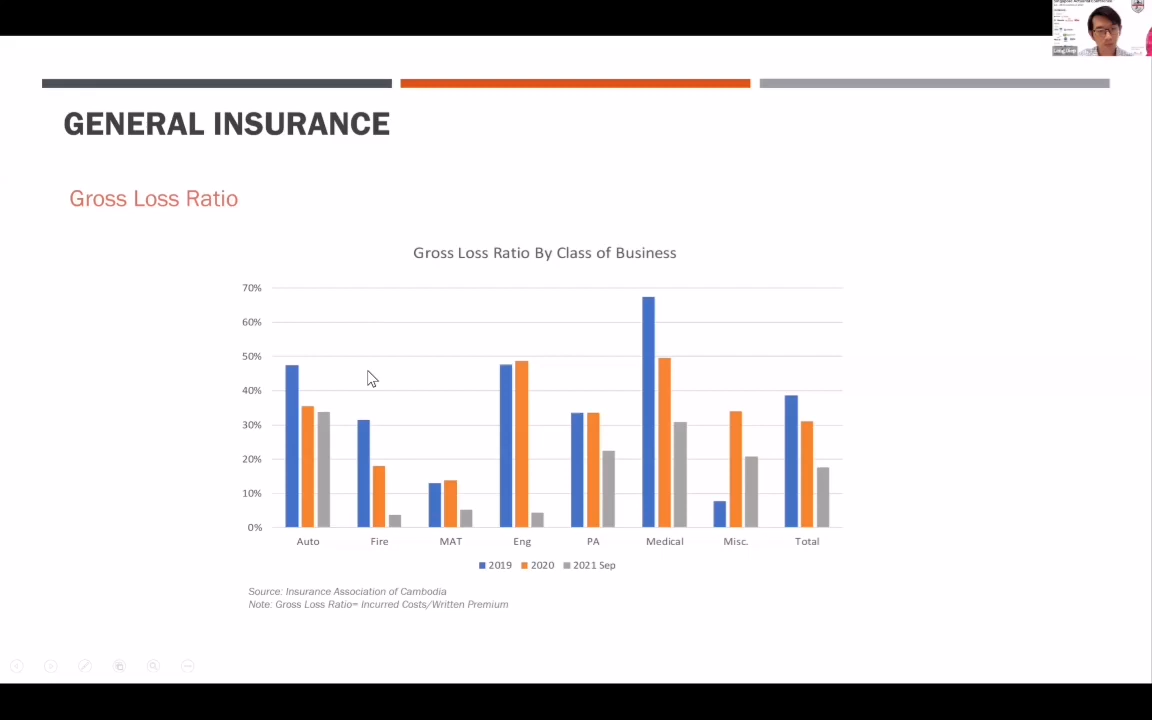 GENERAL INSURANCE
Gross Loss Ratio
Gross Loss Ratio By Class of Business
70%
60%
50%
40%
30%
20%
10%
0%
Auto Fire MAT Eng PA Medical Misc. Total
2019 2020 2021 Sep
Source: Insurance Association of Cambodia
Note: Gross Loss Ratio= Incurred Costs/Written Premium